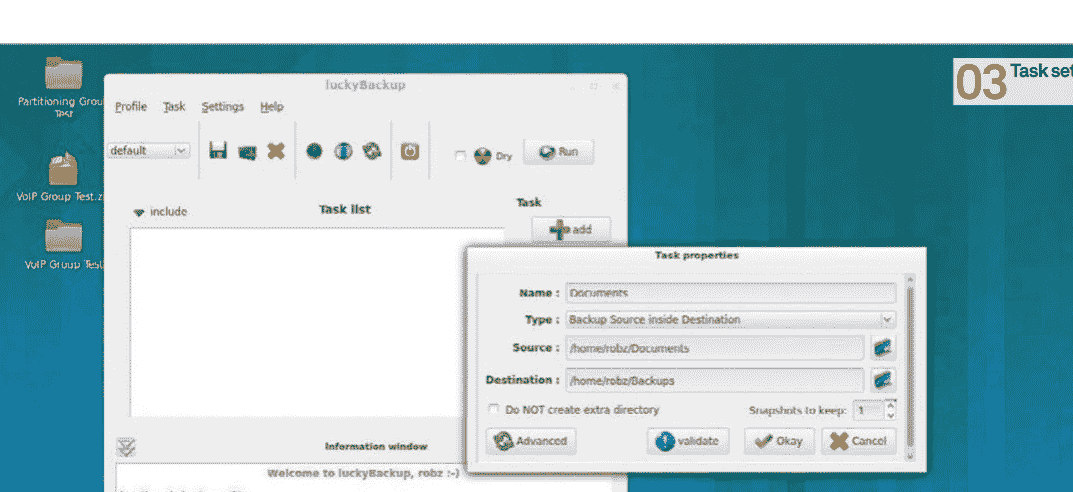 03 Task set
Partitioning Grou
Test
VoIP Group Test.z
VoIP Group Test
luckyBackup
Profile Task Settings Help
default
Dry
Run
include
Task list
Task
add
Task properties
Name : Documents
Type : Backup Source inside Destination
Source : /home/robz/Documents
Destination : /home/robz/Backups
Do NOT create extra directory
Snapshots to keep: 1
Advanced
validate
Okay
Cancel
Information window
Welcome to luckyBackup, robz :-)